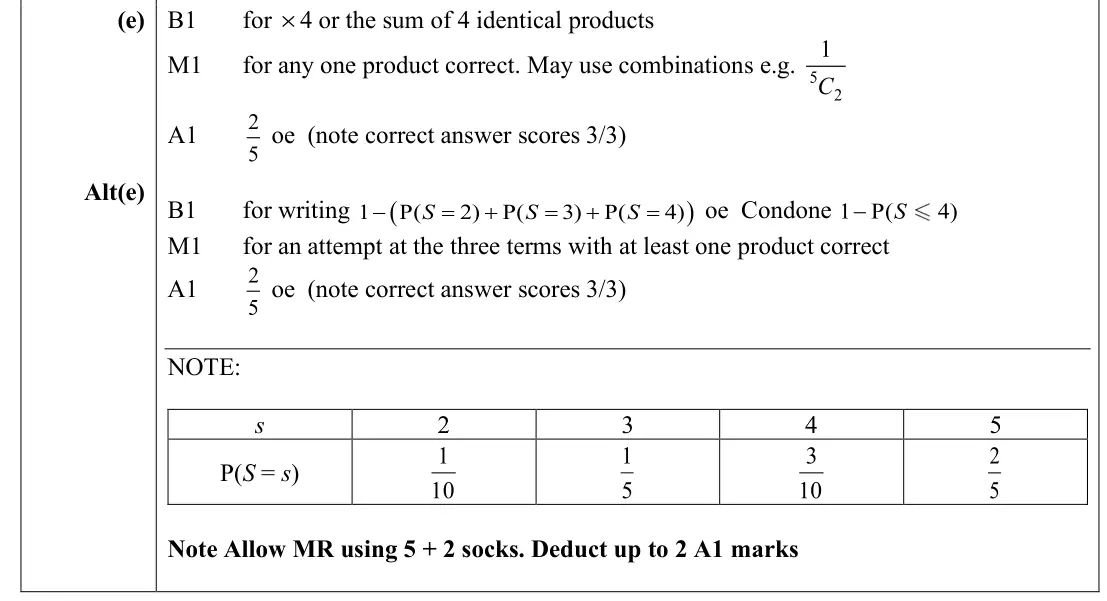 (e) B1 for ×4 or the sum of 4 identical products
M1 for any one product correct. May use combinations e.g. 1/⁵C₂
A1 2/5 oe (note correct answer scores 3/3)
Alt(e)
B1 for writing 1−(P(S = 2)+P(S = 3)+P(S = 4)) oe Condone 1−P(S ⩽ 4)
M1 for an attempt at the three terms with at least one product correct
A1 2/5 oe (note correct answer scores 3/3)
NOTE:
s 2 3 4 5
P(S = s) 1/10 1/5 3/10 2/5
Note Allow MR using 5 + 2 socks. Deduct up to 2 A1 marks